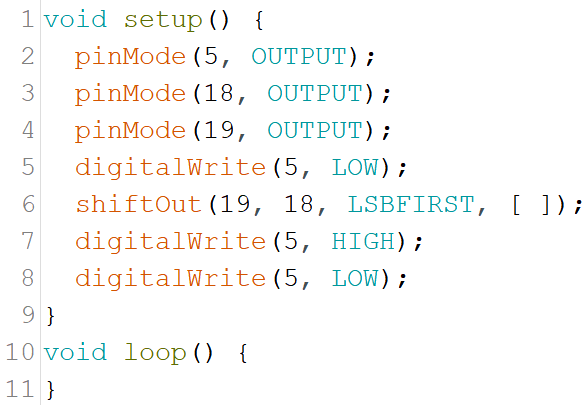 1 void setup() {
2 pinMode(5, OUTPUT);
3 pinMode(18, OUTPUT);
4 pinMode(19, OUTPUT);
5 digitalWrite(5, LOW);
6 shiftOut(19, 18, LSBFIRST, [ ]);
7 digitalWrite(5, HIGH);
8 digitalWrite(5, LOW);
9 }
10 void loop() {
11 }